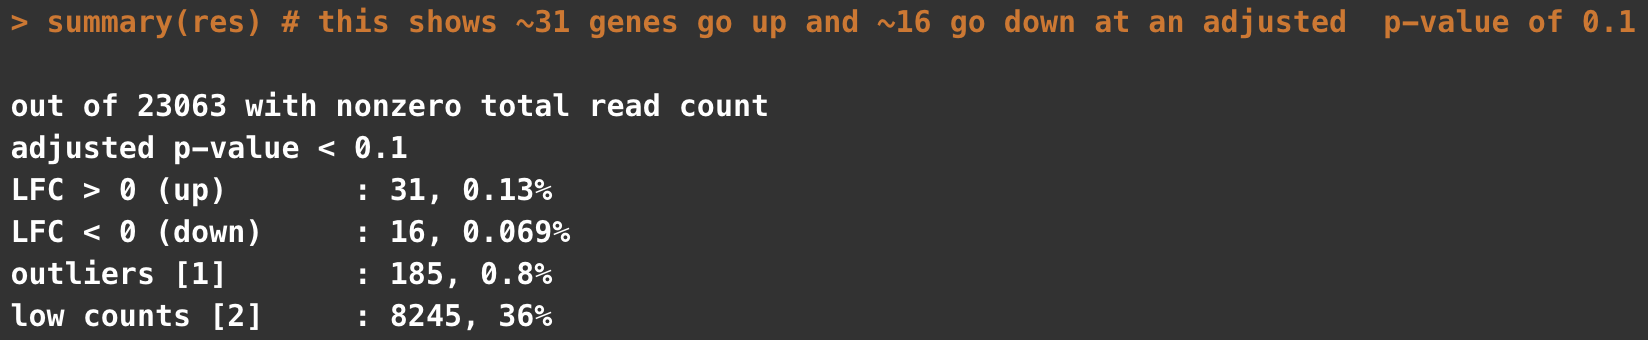 > summary(res) # this shows ~31 genes go up and ~16 go down at an adjusted  p-value of 0.1
out of 23063 with nonzero total read count
adjusted p-value < 0.1
LFC > 0 (up)       : 31, 0.13%
LFC < 0 (down)     : 16, 0.069%
outliers [1]       : 185, 0.8%
low counts [2]     : 8245, 36%